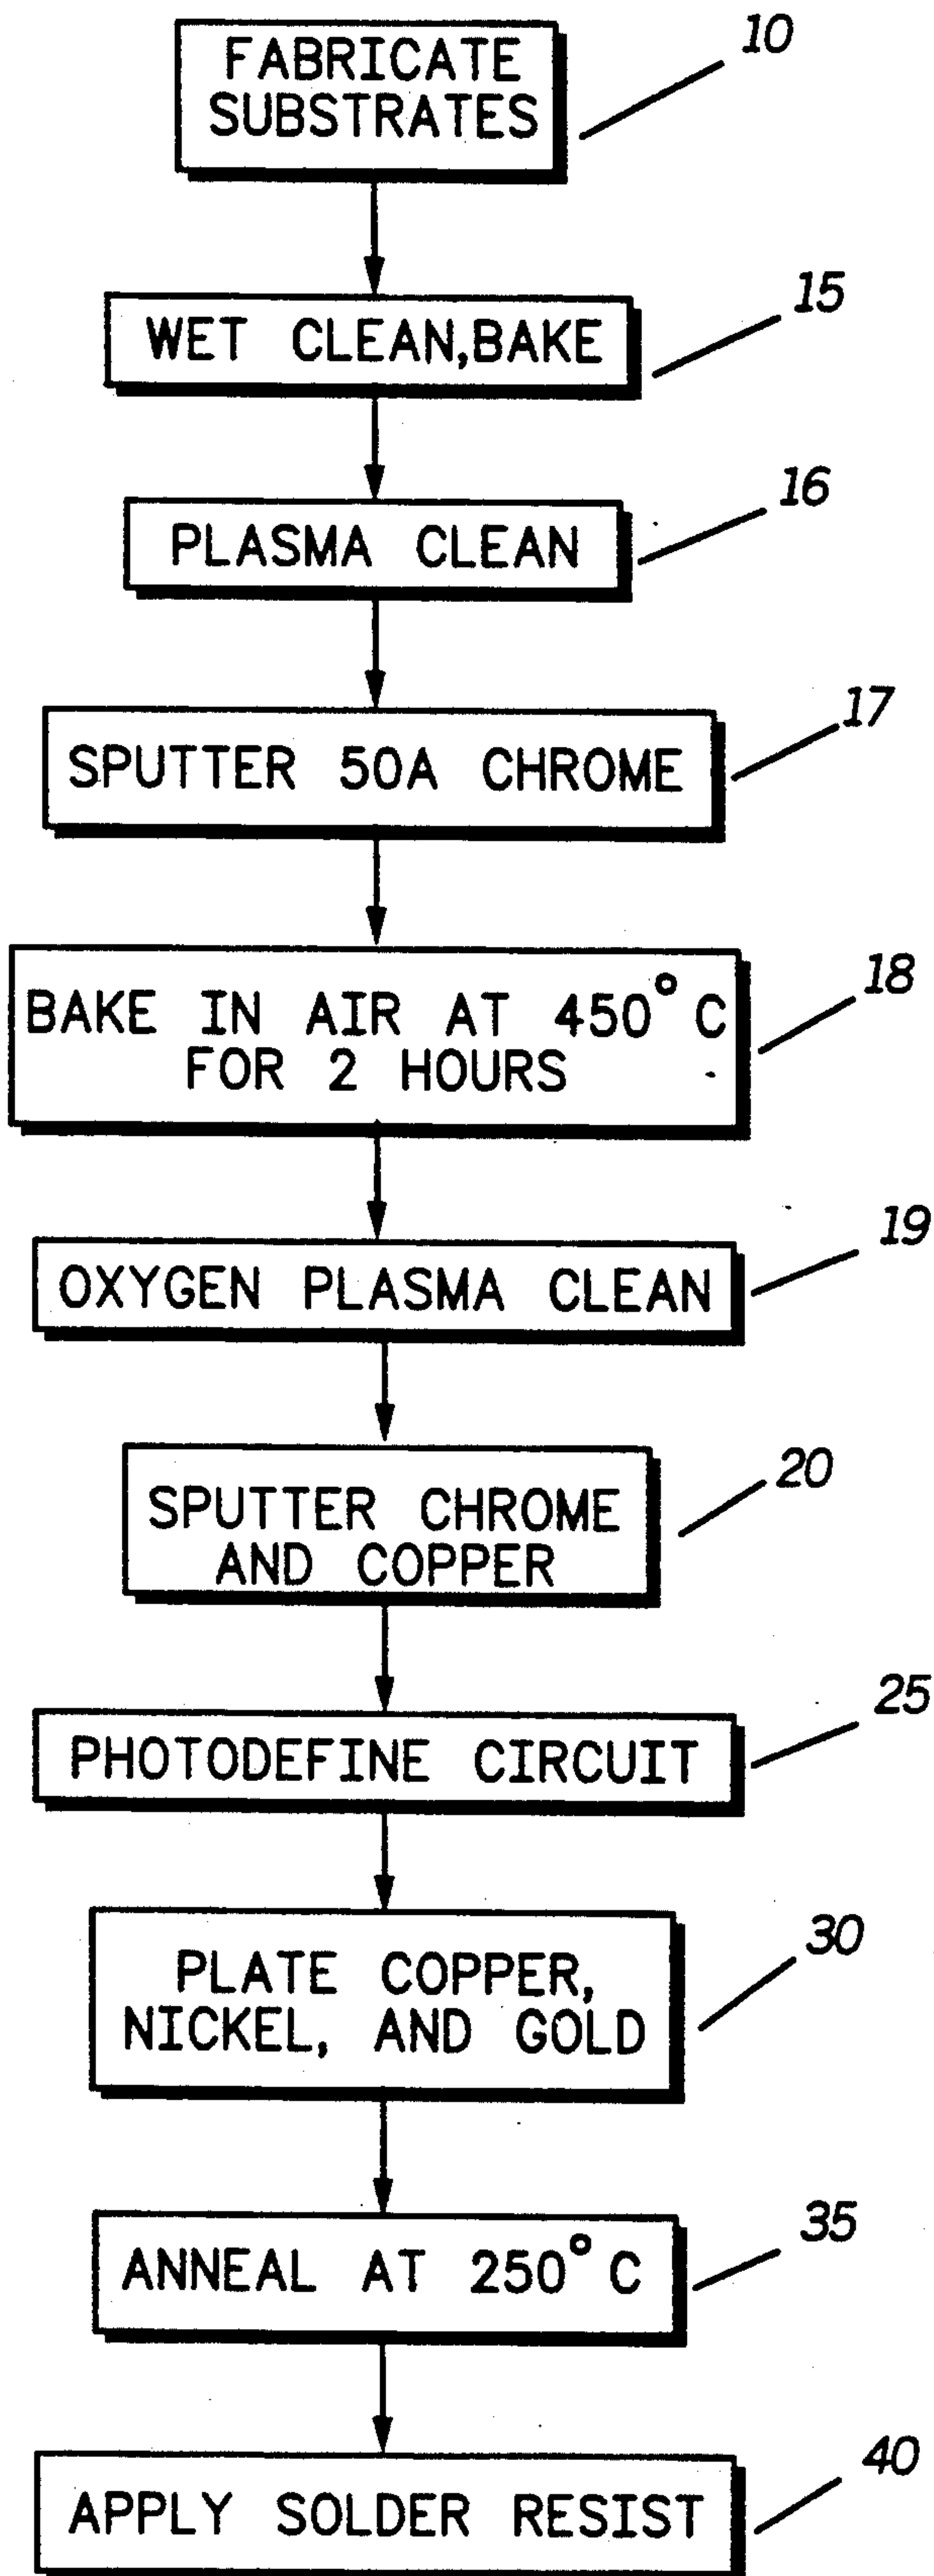 FABRICATE
SUBSTRATES
10
WET CLEAN,BAKE
15
PLASMA CLEAN
16
SPUTTER 50A CHROME
17
BAKE IN AIR AT 450° C
FOR 2 HOURS
18
OXYGEN PLASMA CLEAN
19
SPUTTER CHROME
AND COPPER
20
PHOTODEFINE CIRCUIT
25
PLATE COPPER,
NICKEL, AND GOLD
30
ANNEAL AT 250° C
35
APPLY SOLDER RESIST
40